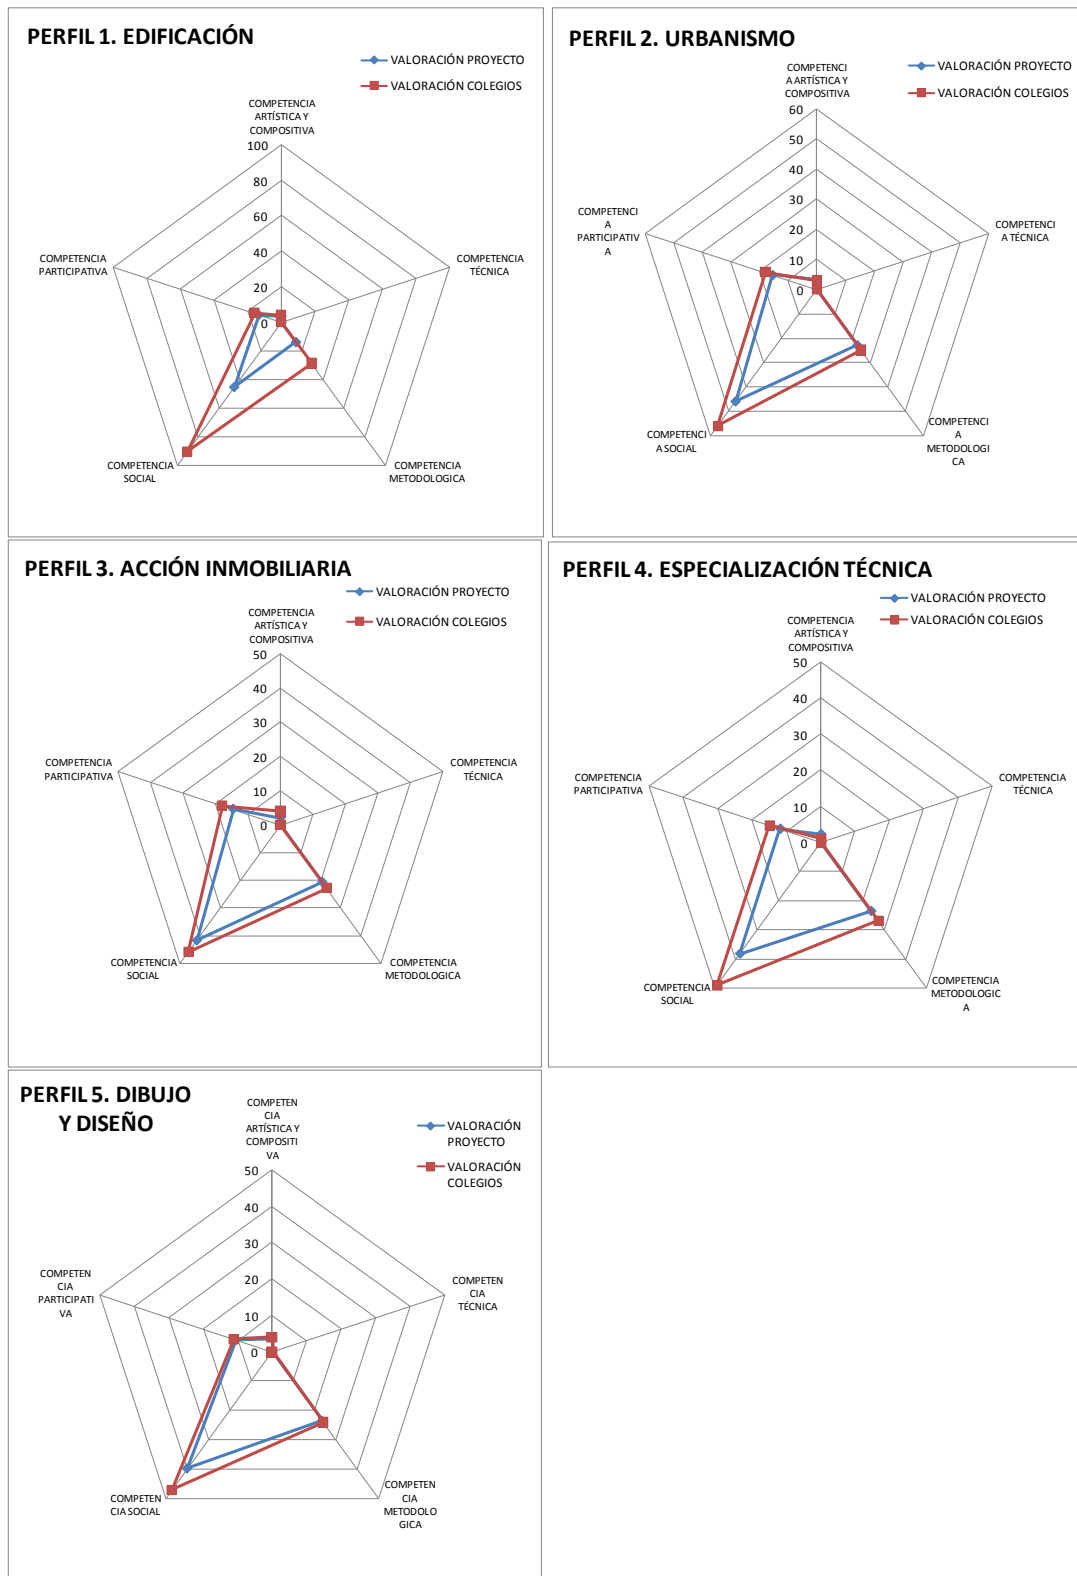 PERFIL 1. EDIFICACIÓN
VALORACIÓN PROYECTO
VALORACIÓN COLEGIOS
COMPETENCIA
ARTÍSTICA Y
COMPOSITIVA
100
80
60
40
20
0
COMPETENCIA
TÉCNICA
COMPETENCIA
METODOLOGICA
COMPETENCIA
SOCIAL
COMPETENCIA
PARTICIPATIVA
PERFIL 2. URBANISMO
VALORACIÓN PROYECTO
VALORACIÓN COLEGIOS
COMPETENCI
A ARTÍSTICA Y
COMPOSITIVA
60
50
40
30
20
10
0
COMPETENCI
A TÉCNICA
COMPETENCI
A
METODOLOGI
CA
COMPETENCI
A SOCIAL
COMPETENCI
A
PARTICIPATIV
A
PERFIL 3. ACCIÓN INMOBILIARIA
VALORACIÓN PROYECTO
VALORACIÓN COLEGIOS
COMPETENCIA
ARTÍSTICA Y
COMPOSITIVA
50
40
30
20
10
0
COMPETENCIA
TÉCNICA
COMPETENCIA
METODOLOGICA
COMPETENCIA
SOCIAL
COMPETENCIA
PARTICIPATIVA
PERFIL 4. ESPECIALIZACIÓN TÉCNICA
VALORACIÓN PROYECTO
VALORACIÓN COLEGIOS
COMPETENCIA
ARTÍSTICA Y
COMPOSITIVA
50
40
30
20
10
0
COMPETENCIA
TÉCNICA
COMPETENCIA
METODOLOGIC
A
COMPETENCIA
SOCIAL
COMPETENCIA
PARTICIPATIVA
PERFIL 5. DIBUJO
Y DISEÑO
VALORACIÓN
PROYECTO
VALORACIÓN
COLEGIOS
COMPETEN
CIA
ARTÍSTICA Y
COMPOSITI
VA
50
40
30
20
10
0
COMPETEN
CIA
TÉCNICA
COMPETEN
CIA
METODOLO
GICA
COMPETEN
CIA SOCIAL
COMPETEN
CIA
PARTICIPATI
VA